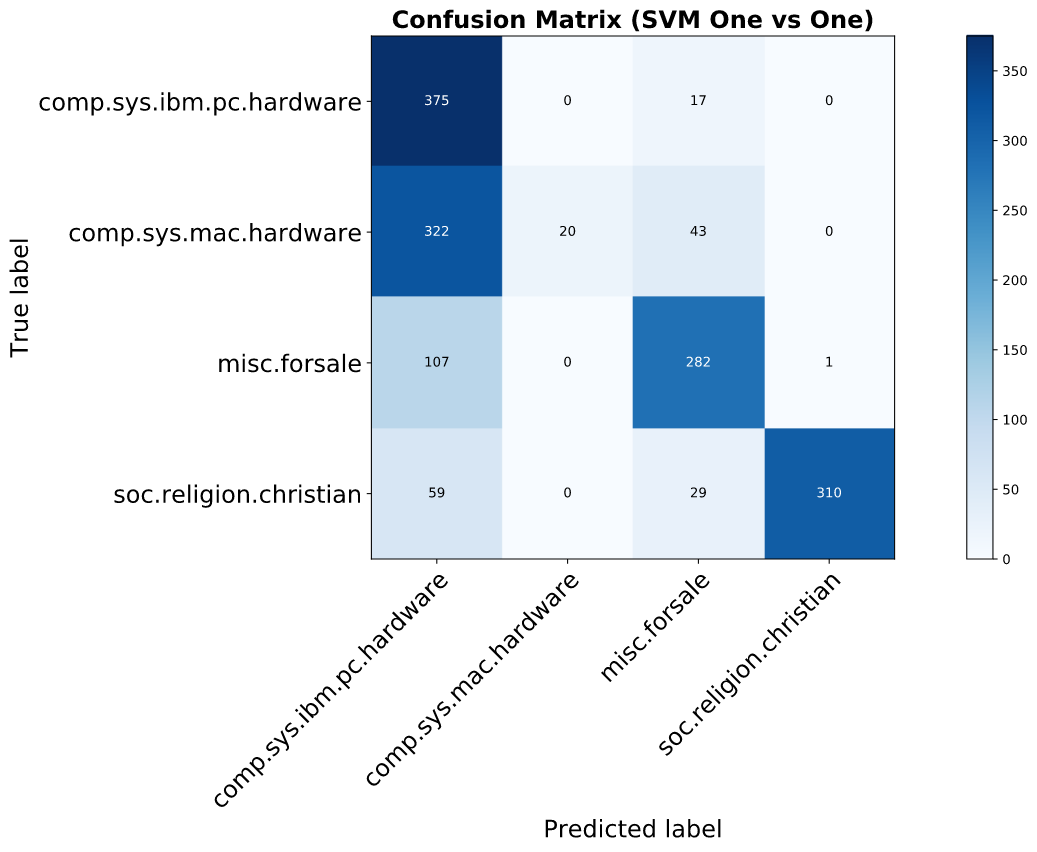 Confusion Matrix (SVM One vs One)
True label
comp.sys.ibm.pc.hardware 375 0 17 0
comp.sys.mac.hardware 322 20 43 0
misc.forsale 107 0 282 1
soc.religion.christian 59 0 29 310
comp.sys.ibm.pc.hardware
comp.sys.mac.hardware
misc.forsale
soc.religion.christian
Predicted label
350
300
250
200
150
100
50
0